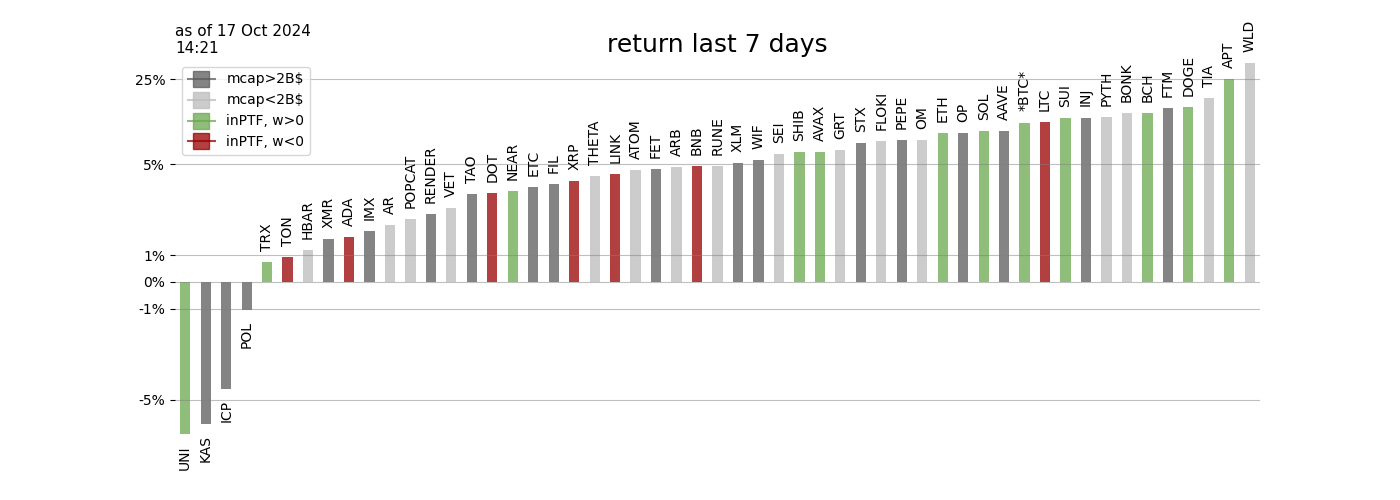 as of 17 Oct 2024
14:21
return last 7 days
mcap>2B$
mcap<2B$
inPTF, w>0
inPTF, w<0
25%
5%
1%
0%
-1%
-5%
UNI
KAS
ICP
POL
TRX
TON
HBAR
XMR
ADA
IMX
AR
POPCAT
RENDER
VET
TAO
DOT
NEAR
ETC
FIL
XRP
THETA
LINK
ATOM
FET
ARB
BNB
RUNE
XLM
WIF
SEI
SHIB
AVAX
GRT
STX
FLOKI
PEPE
OM
ETH
OP
SOL
AAVE
*BTC*
LTC
SUI
INJ
PYTH
BONK
BCH
FTM
DOGE
TIA
APT
WLD